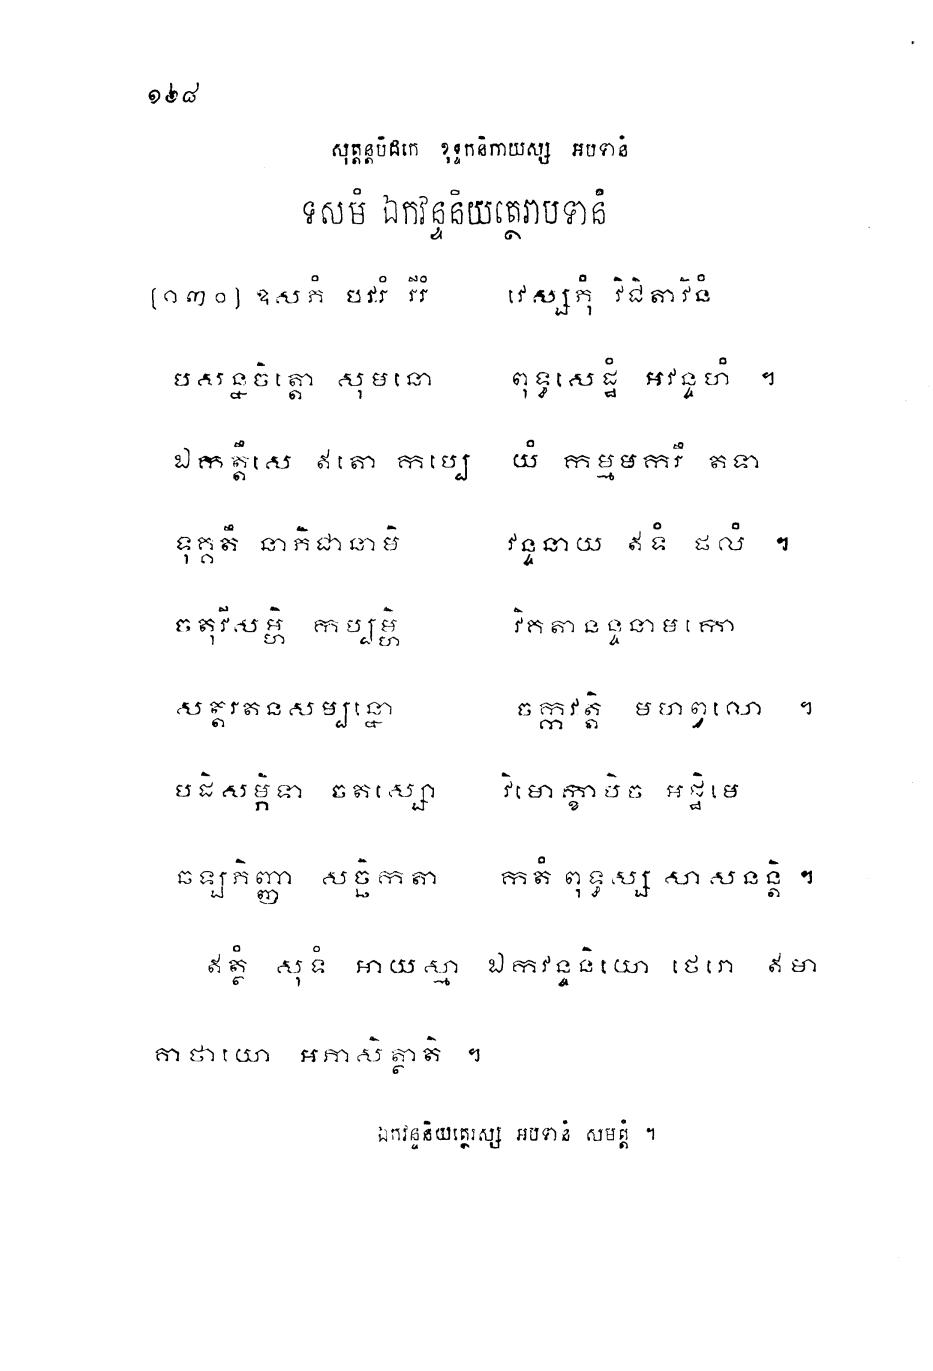 ១៦៨
សុត្តន្តបិដកេ ខុទ្ទកនិកាយស្ស អបទានំ
ទសមំ ឯកវន្ទនិយត្ថេរាបទានំ
(១៣០) ឧសភំ បវរំ វីរំ វេស្សភុំ វិជិតាវិនំ
បសន្នចិត្តោ សុមនោ ពុទ្ធសេដ្ឋំ អវន្ទហំ ។
ឯកត្តឹសេ ឥតោ កប្បេ យំ កម្មមករឹ តទា
ទុគ្គតឹ នាភិជានាមិ វន្ទនាយ ឥទំ ផលំ ។
ចតុវីសម្ហិ កប្បម្ហិ វិគតានន្ទនាមកោ
សត្តរតនសម្បន្នោ ចក្កវត្តិ មហព្វលោ ។
បដិសម្ភិទា ចតស្សោ វិមោក្ខាបិច អដ្ឋិមេ
ឆឡភិញ្ញា សច្ឆិកតា កតំ ពុទ្ធស្ស សាសនន្តិ ។
ឥត្ថំ សុទំ អាយស្មា ឯកវន្ទនិយោ ថេរោ ឥមា
គាថាយោ អភាសិត្ថាតិ ។
ឯកវន្ទនិយត្ថេរស្ស អបទានំ សមត្តំ ។